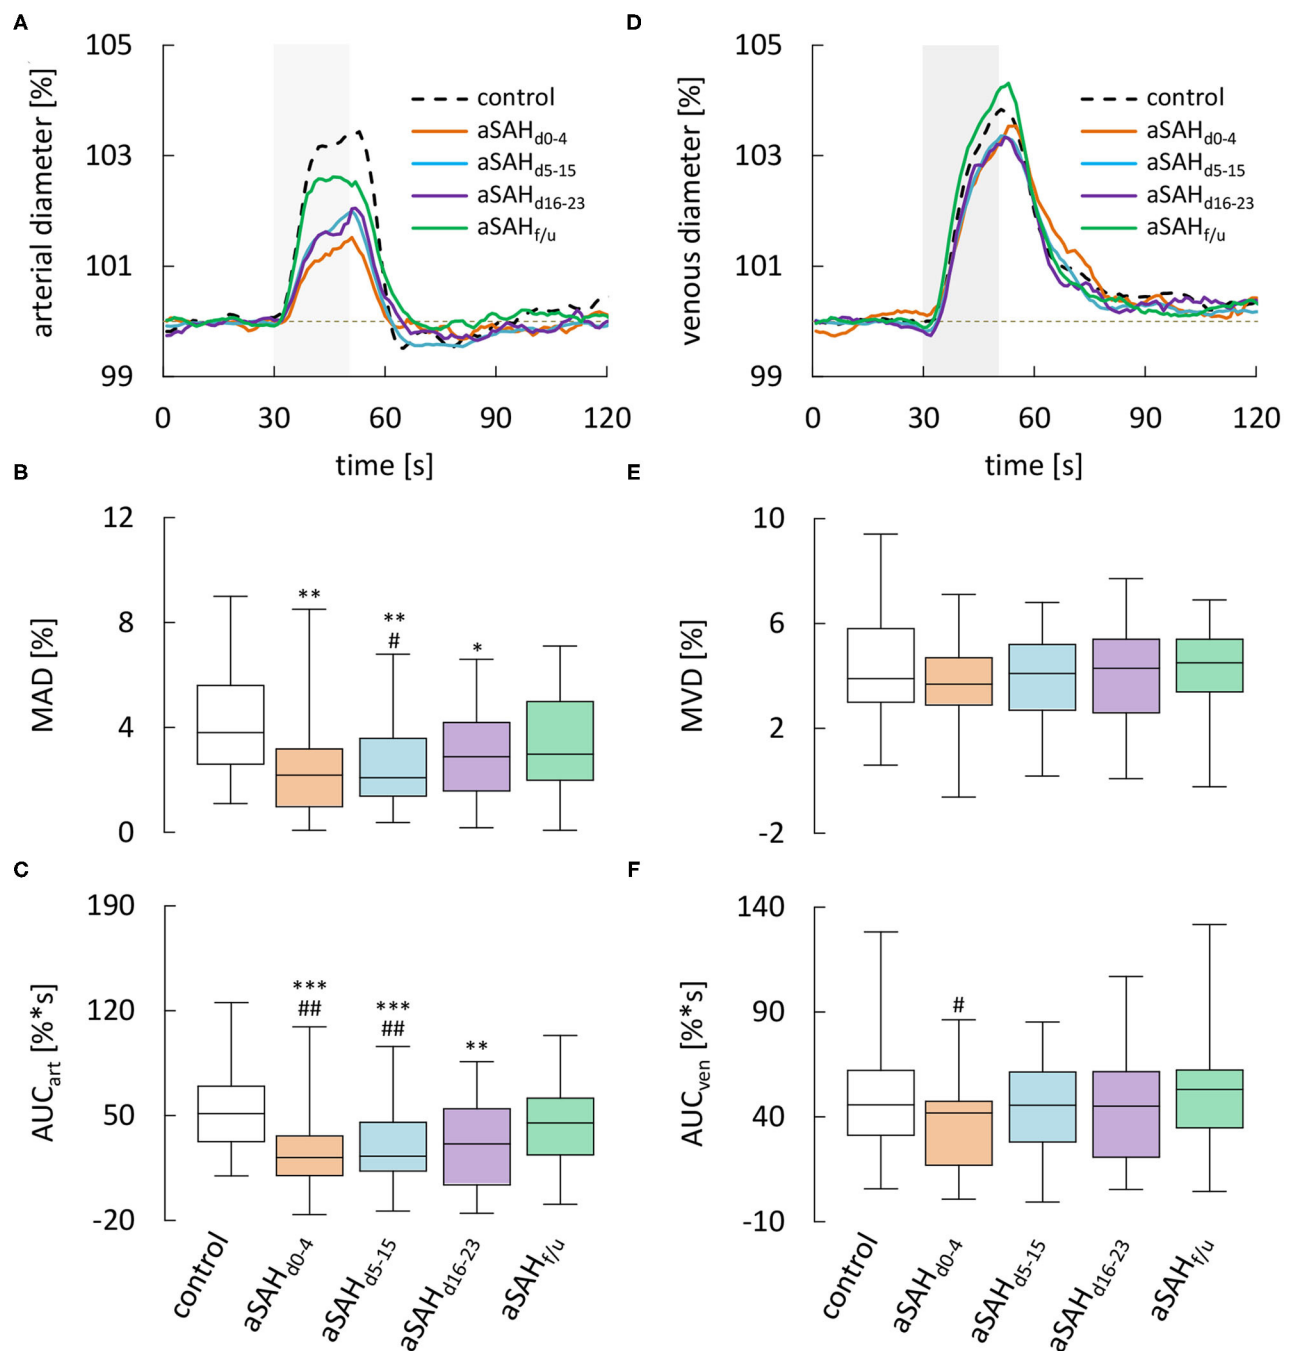 A
105
103
101
99
arterial diameter [%]
control
aSAHd0-4
aSAHd5-15
aSAHd16-23
aSAHf/u
0 30 60 90 120
time [s]
D
105
103
101
99
venous diameter [%]
control
aSAHd0-4
aSAHd5-15
aSAHd16-23
aSAHf/u
0 30 60 90 120
time [s]
B
12
8
4
0
MAD [%]
**
**
#
*
E
10
6
2
-2
MVD [%]
C
190
120
50
-20
AUCart [%*s]
***
##
***
##
**
control aSAHd0-4 aSAHd5-15 aSAHd16-23 aSAHf/u
F
140
90
40
-10
AUCven [%*s]
#
control aSAHd0-4 aSAHd5-15 aSAHd16-23 aSAHf/u